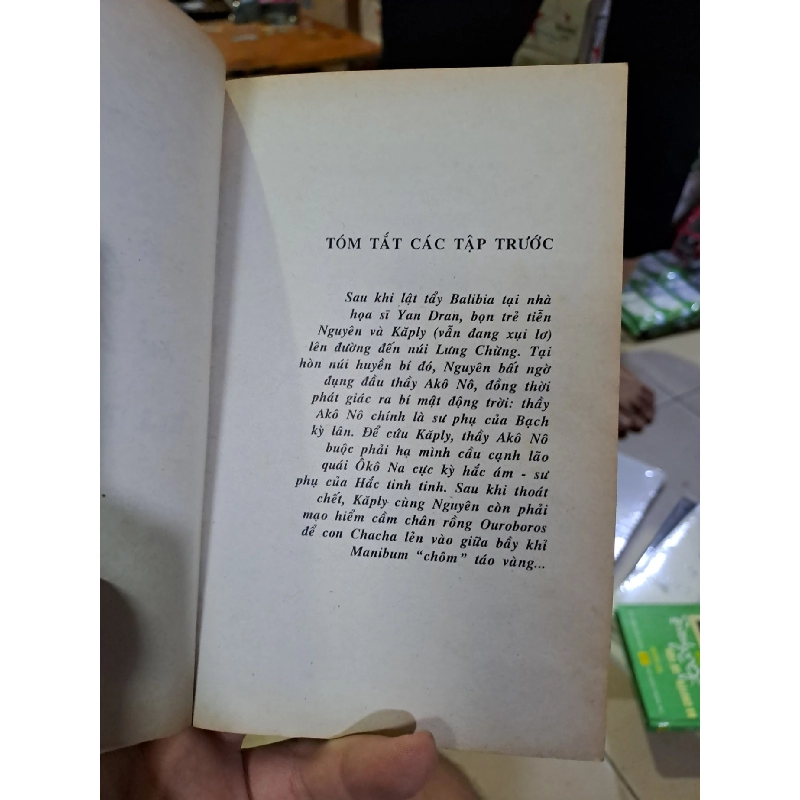 TÓM TẮT CÁC TẬP TRƯỚC
Sau khi lật tẩy Balibia tại nhà
họa sĩ Yan Dran, bọn trẻ tiễn
Nguyên và Kăply (vẫn đang xụi lơ)
lên đường đến núi Lưng Chừng. Tại
hòn núi huyền bí đó, Nguyên bất ngờ
đụng đầu thầy Akô Nô, đồng thời
phát giác ra bí mật động trời: thầy
Akô Nô chính là sư phụ của Bạch
kỳ lân. Để cứu Kăply, thầy Akô Nô
buộc phải hạ mình cầu cạnh lão
quái Ôkô Na cực kỳ hắc ám - sư
phụ của Hắc tinh tinh. Sau khi thoát
chết, Kăply cùng Nguyên còn phải
mạo hiểm cầm chân rồng Ouroboros
để con Chacha lẻn vào giữa bầy khỉ
Manibum “chôm” táo vàng...